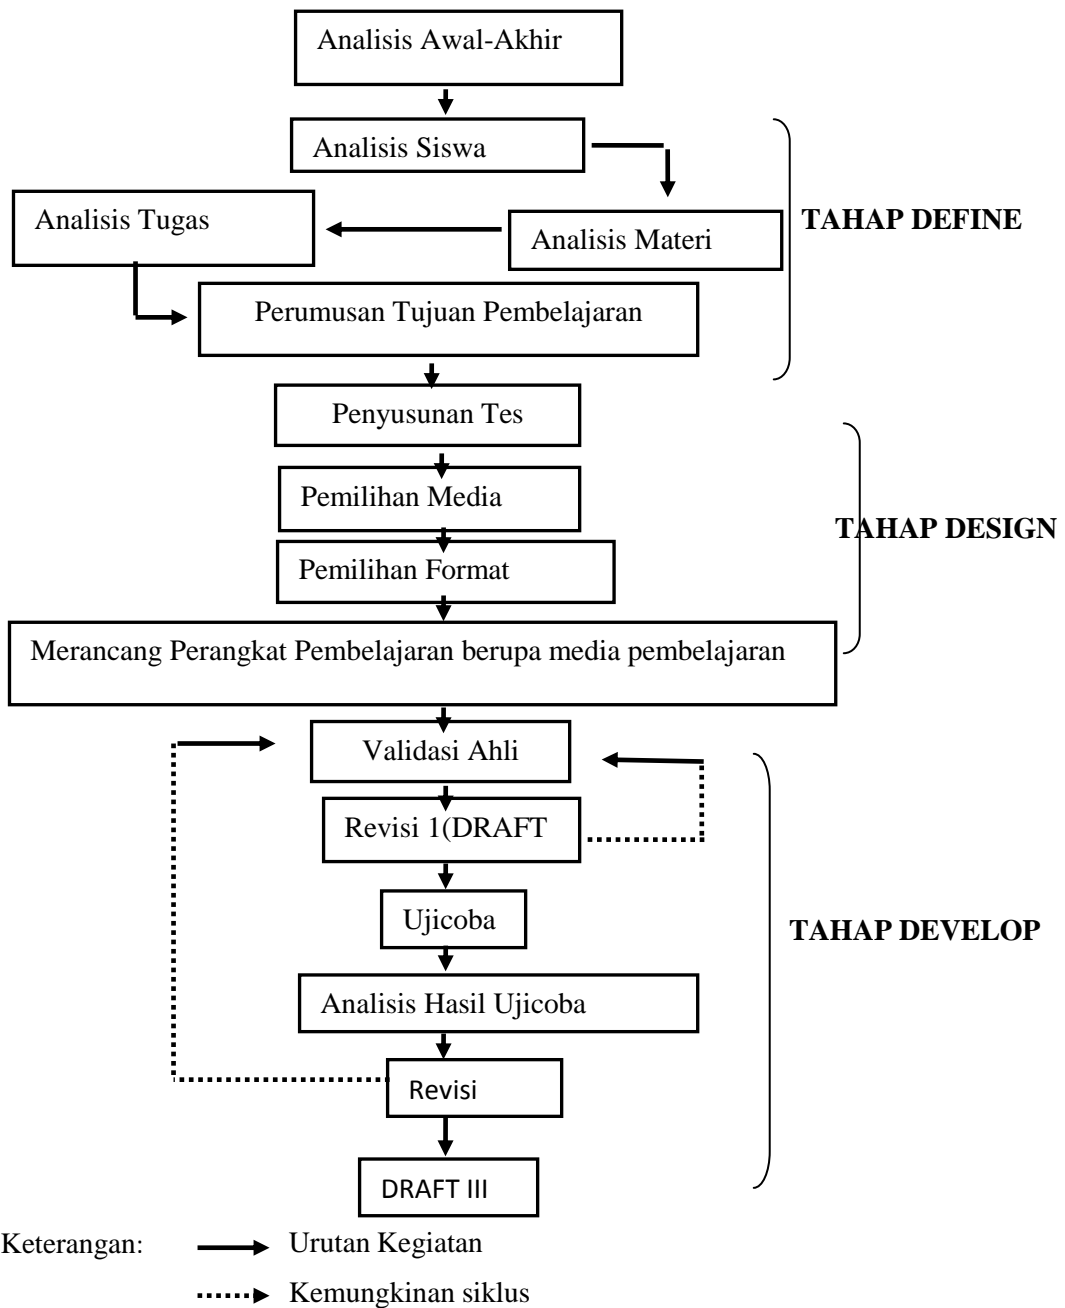 Analisis Awal-Akhir
Analisis Siswa
TAHAP DEFINE
Analisis Tugas
Analisis Materi
Perumusan Tujuan Pembelajaran
Penyusunan Tes
Pemilihan Media
TAHAP DESIGN
Pemilihan Format
Merancang Perangkat Pembelajaran berupa media pembelajaran
Validasi Ahli
Revisi 1(DRAFT
Ujicoba
TAHAP DEVELOP
Analisis Hasil Ujicoba
Revisi
DRAFT III
Keterangan: Urutan Kegiatan
Kemungkinan siklus